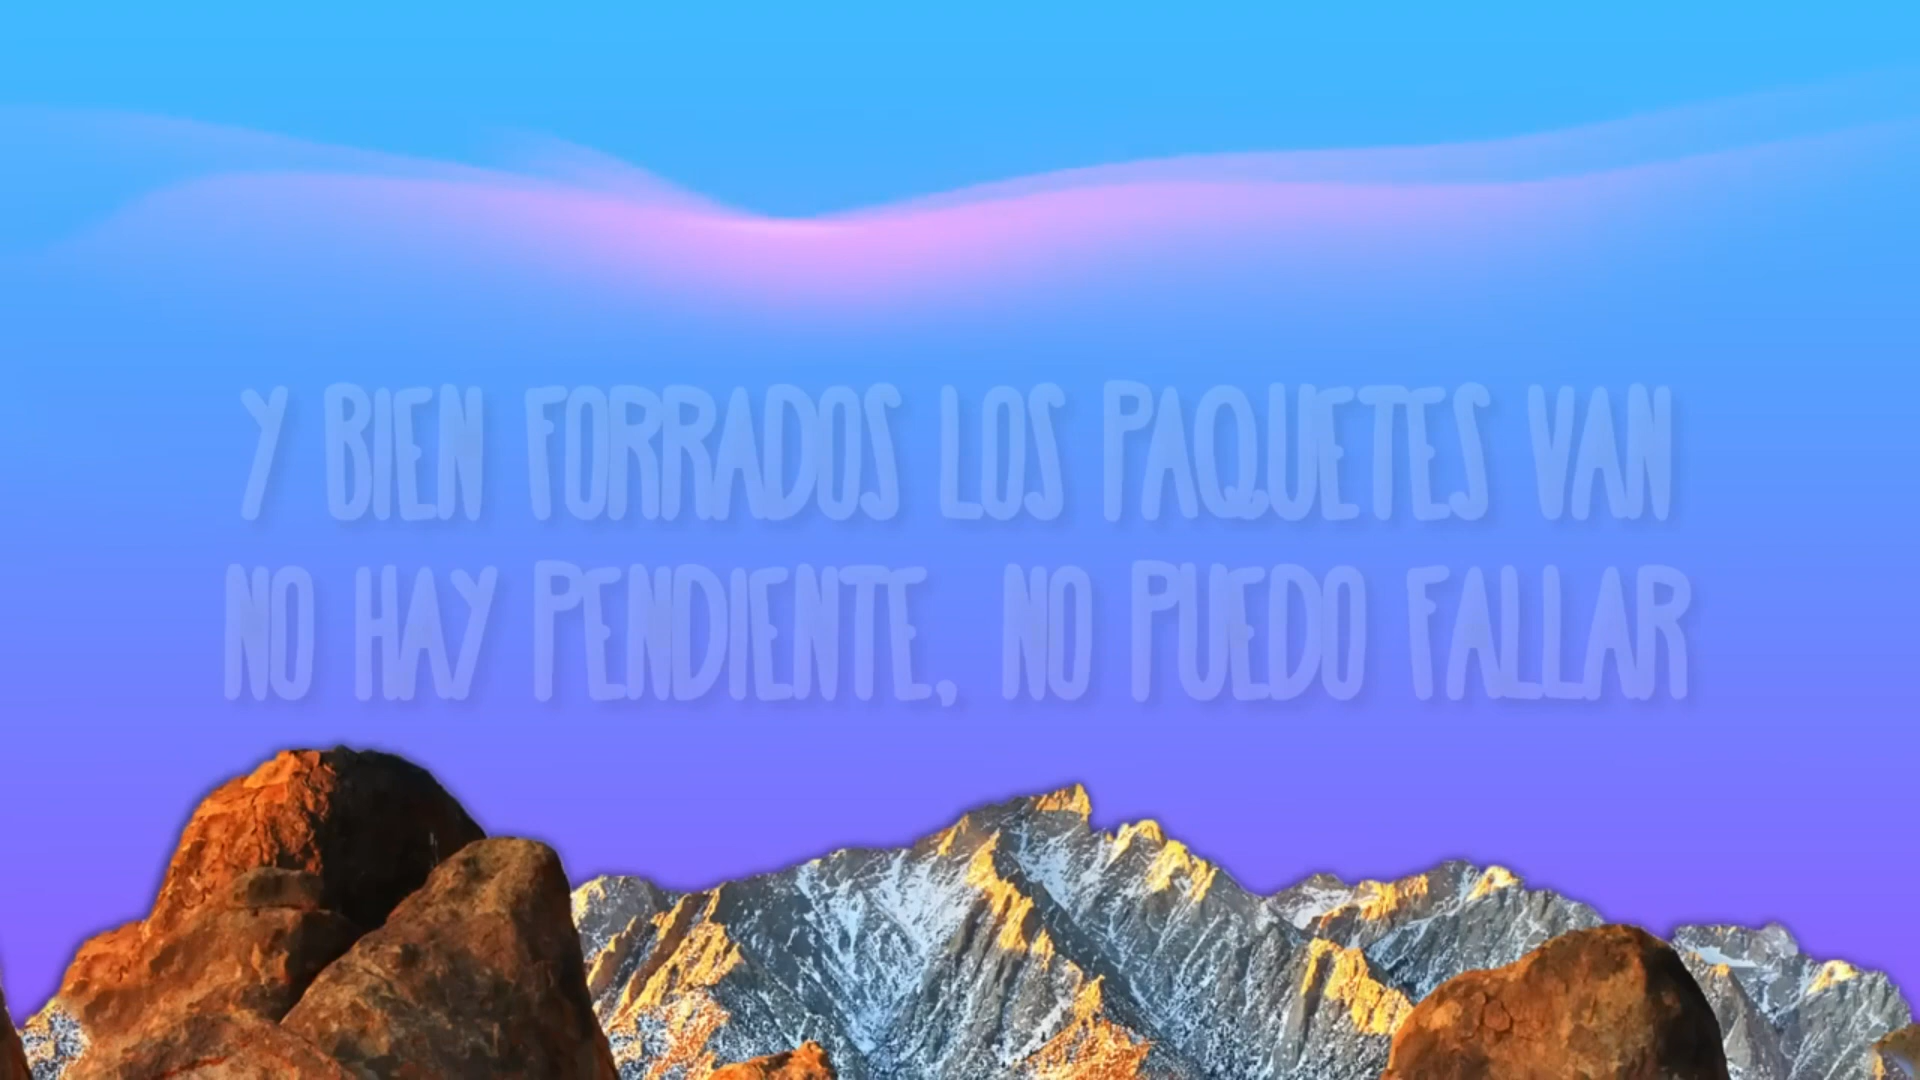 Y BIEN FORRADOS LOS PAQUETES VAN
NO HAY PENDIENTE, NO PUEDO FALLAR